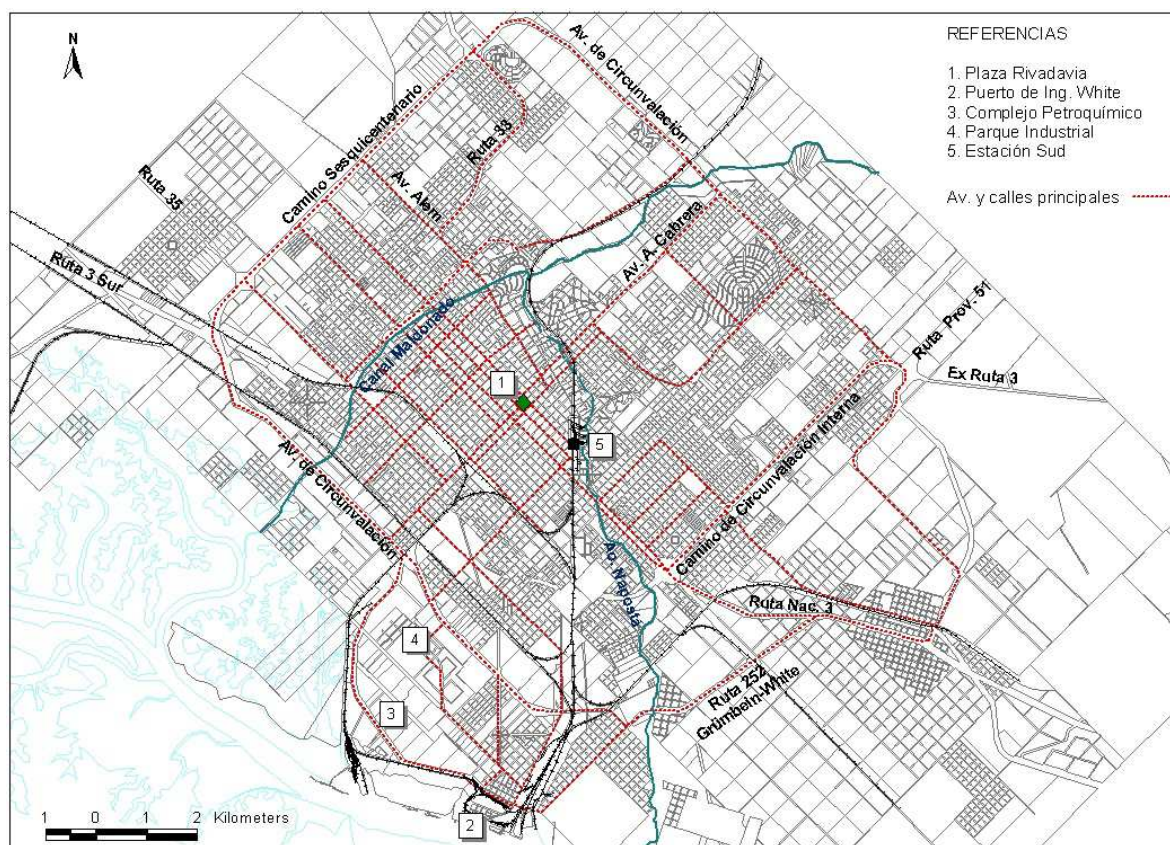 N
REFERENCIAS
1. Plaza Rivadavia
2. Puerto de Ing. White
3. Complejo Petroquímico
4. Parque Industrial
5. Estación Sud
Av. y calles principales
Av. de Circunvalación
Camino Sesquicentenario
Ruta 33
Ruta 35
Av. Alem
Av. A. Cabrera
Ruta 3 Sur
Canal Maldonado
Ruta Prov. 51
Ex Ruta 3
1
5
Camino de Circunvalación Interna
Av. de Circunvalación
Ao. Napostá
Ruta Nac. 3
4
Ruta 252
Grümbein-White
3
2
1 0 1 2 Kilometers